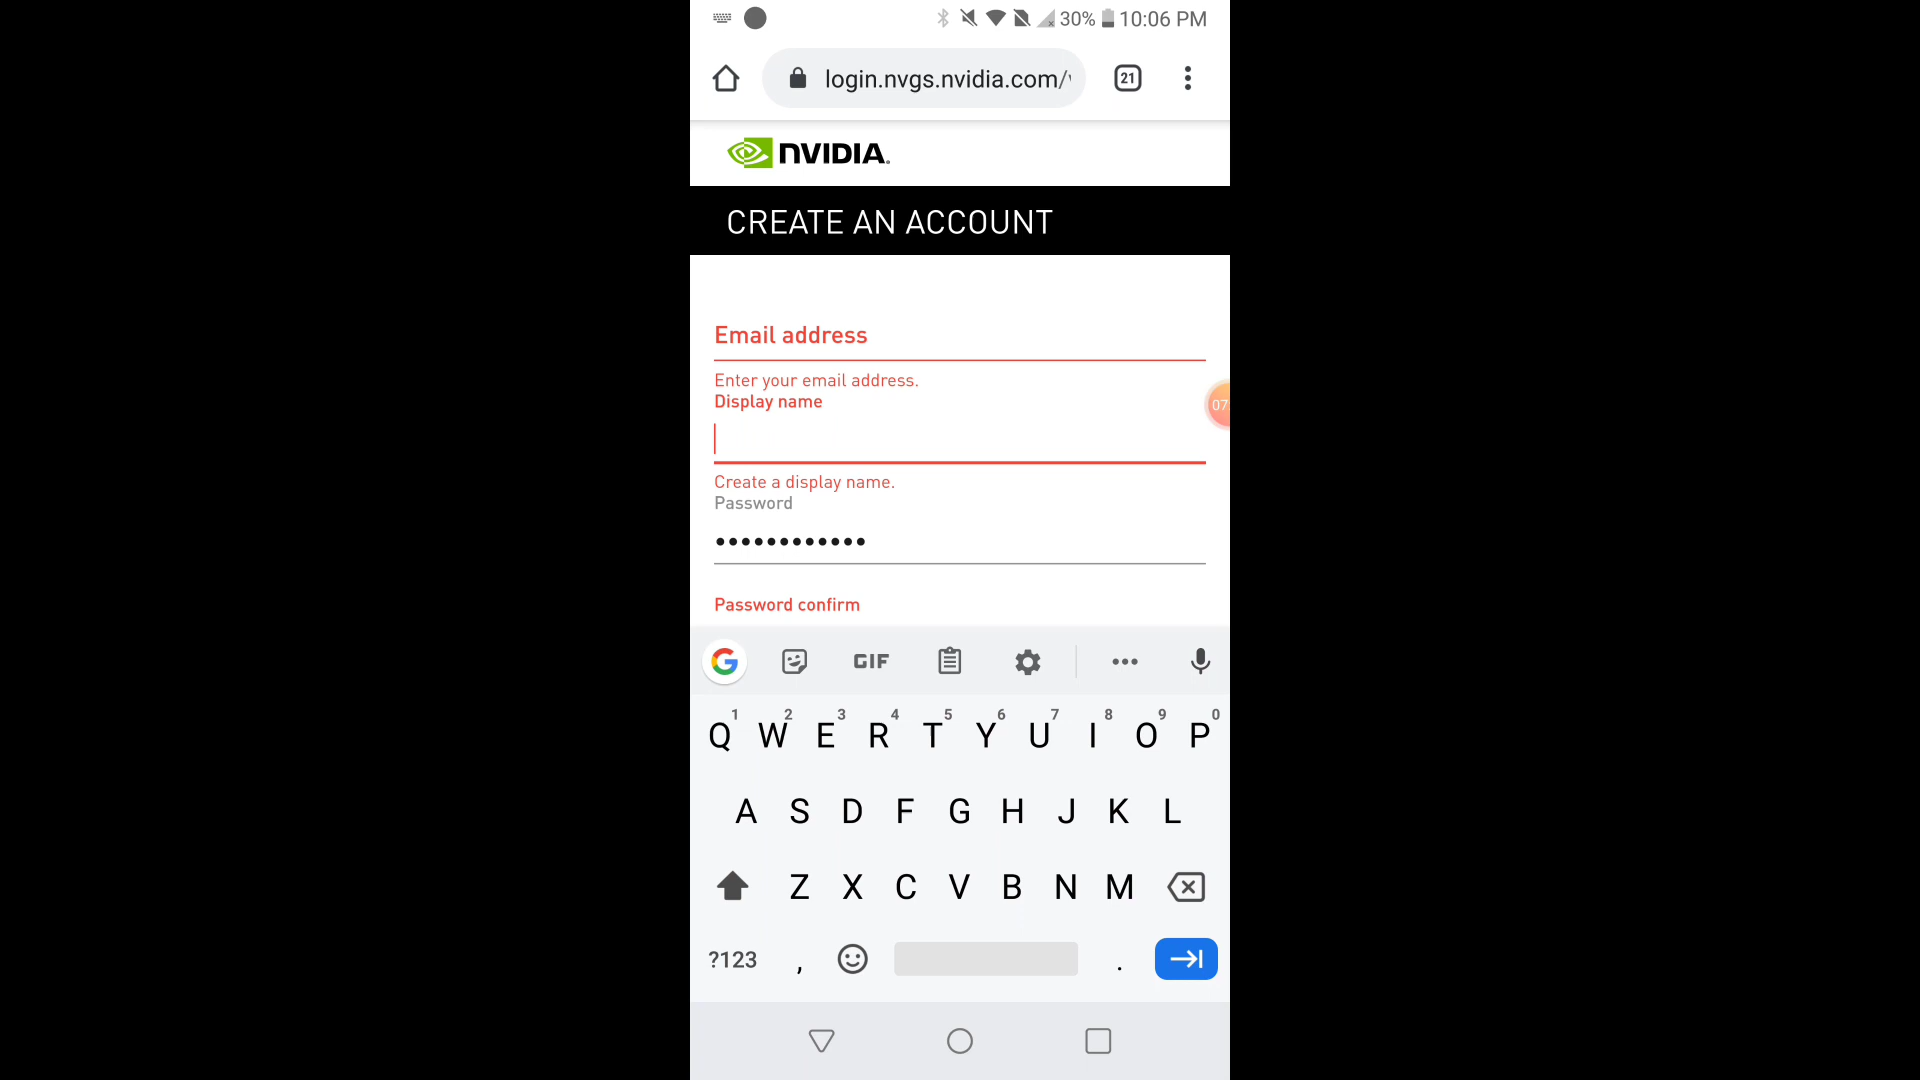 30% 10:06 PM
login.nvgs.nvidia.com/
21
NVIDIA.
CREATE AN ACCOUNT
Email address
Enter your email address.
Display name
07
Create a display name.
Password
Password confirm
G GIF
1 2 3 4 5 6 7 8 9 0
Q W E R T Y U I O P
A S D F G H J K L
Z X C V B N M
?123 , .